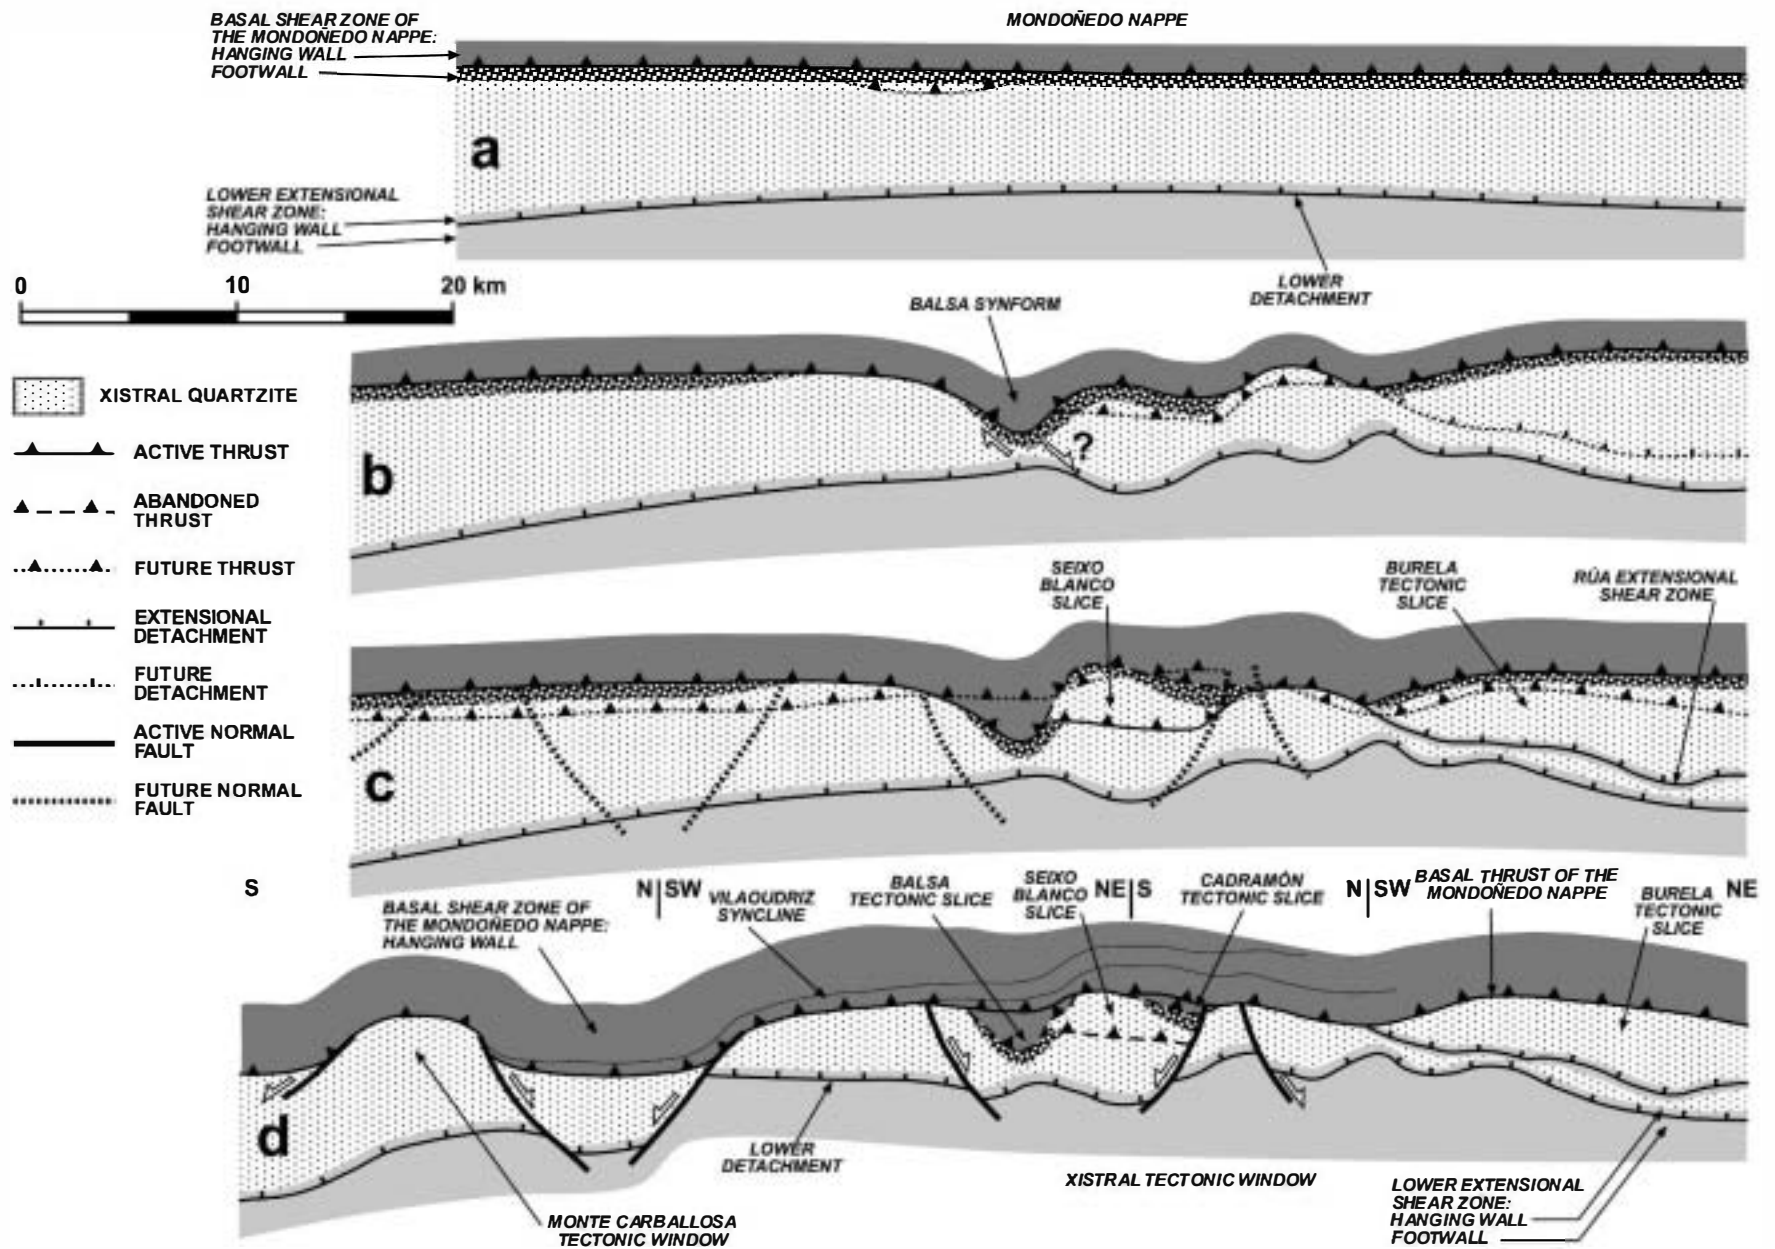 BASAL SHEAR ZONE OF
THE MONDOÑEDO NAPPE:
HANGING WALL
FOOTWALL
MONDOÑEDO NAPPE
a
LOWER EXTENSIONAL
SHEAR ZONE:
HANGING WALL
FOOTWALL
LOWER
DETACHMENT
0 10 20 km
BALSA SYNFORM
b
?
XISTRAL QUARTZITE
ACTIVE THRUST
ABANDONED
THRUST
FUTURE THRUST
EXTENSIONAL
DETACHMENT
FUTURE
DETACHMENT
ACTIVE NORMAL
FAULT
FUTURE NORMAL
FAULT
SEIXO
BLANCO
SLICE
BURELA
TECTONIC
SLICE
RÚA EXTENSIONAL
SHEAR ZONE
c
S
N|SW
NE|S
N|SW
NE
BASAL SHEAR ZONE OF
THE MONDOÑEDO NAPPE:
HANGING WALL
VILAOUDRIZ
SYNCLINE
BALSA
TECTONIC SLICE
SEIXO
BLANCO
SLICE
CADRAMÓN
TECTONIC SLICE
BASAL THRUST OF THE
MONDOÑEDO NAPPE
BURELA
TECTONIC
SLICE
d
LOWER
DETACHMENT
MONTE CARBALLOSA
TECTONIC WINDOW
XISTRAL TECTONIC WINDOW
LOWER EXTENSIONAL
SHEAR ZONE:
HANGING WALL
FOOTWALL